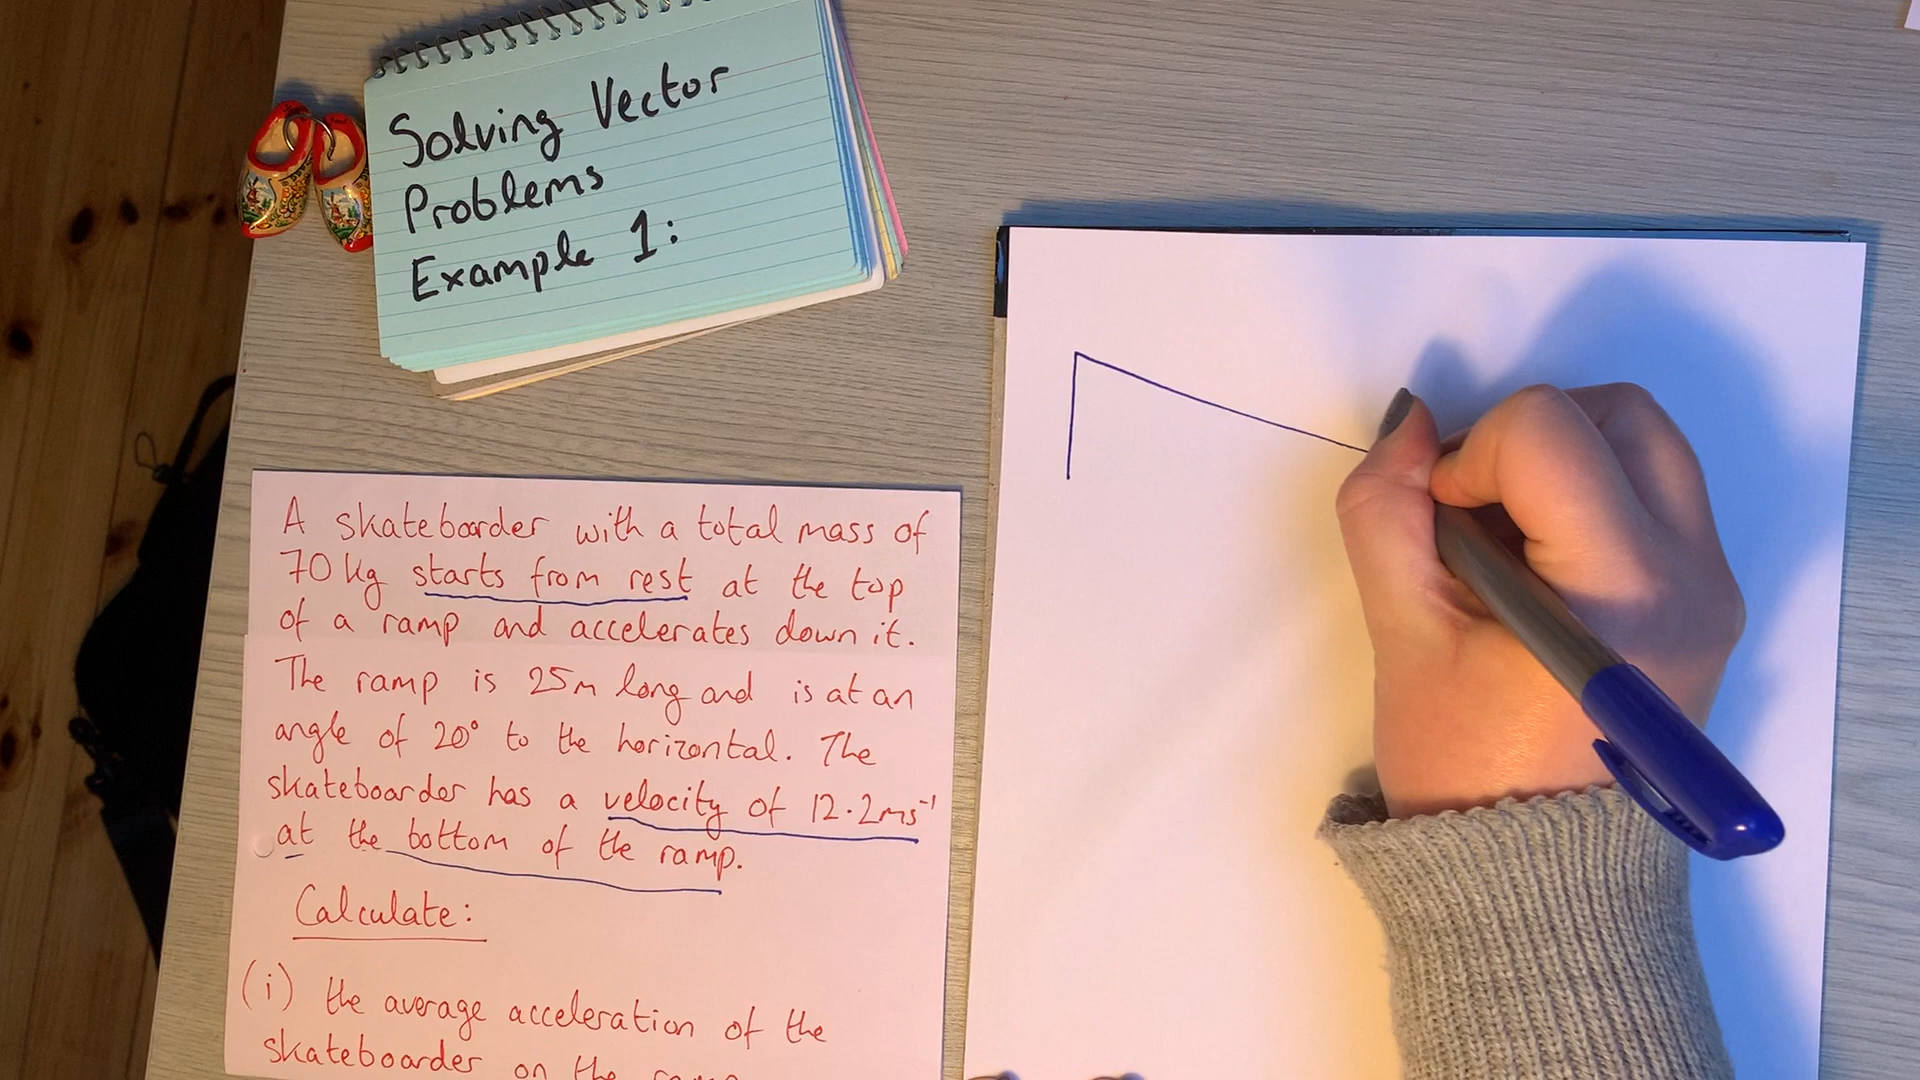 Solving Vector
Problems
Example 1:
A skateboarder with a total mass of
70kg starts from rest at the top
of a ramp and accelerates down it.
The ramp is 25m long and is at an
angle of 20° to the horizontal. The
skateboarder has a velocity of 12.2ms⁻¹
at the bottom of the ramp.
Calculate:
(i) the average acceleration of the
skateboarder on the